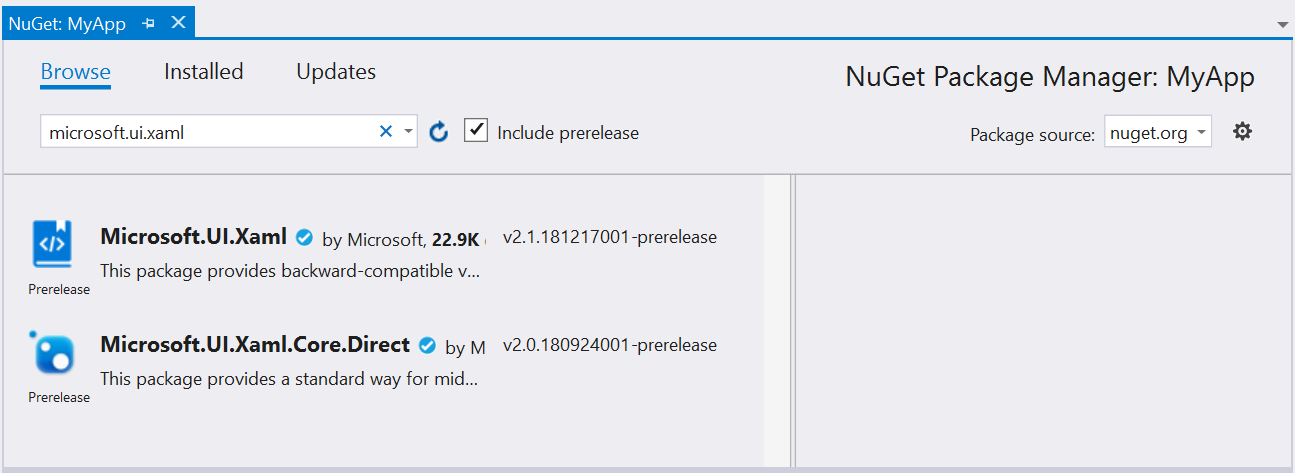 NuGet: MyApp
Browse Installed Updates NuGet Package Manager: MyApp
microsoft.ui.xaml Include prerelease Package source: nuget.org
Microsoft.UI.Xaml by Microsoft, 22.9K v2.1.181217001-prerelease
This package provides backward-compatible v...
Prerelease
Microsoft.UI.Xaml.Core.Direct by M v2.0.180924001-prerelease
This package provides a standard way for mid...
Prerelease